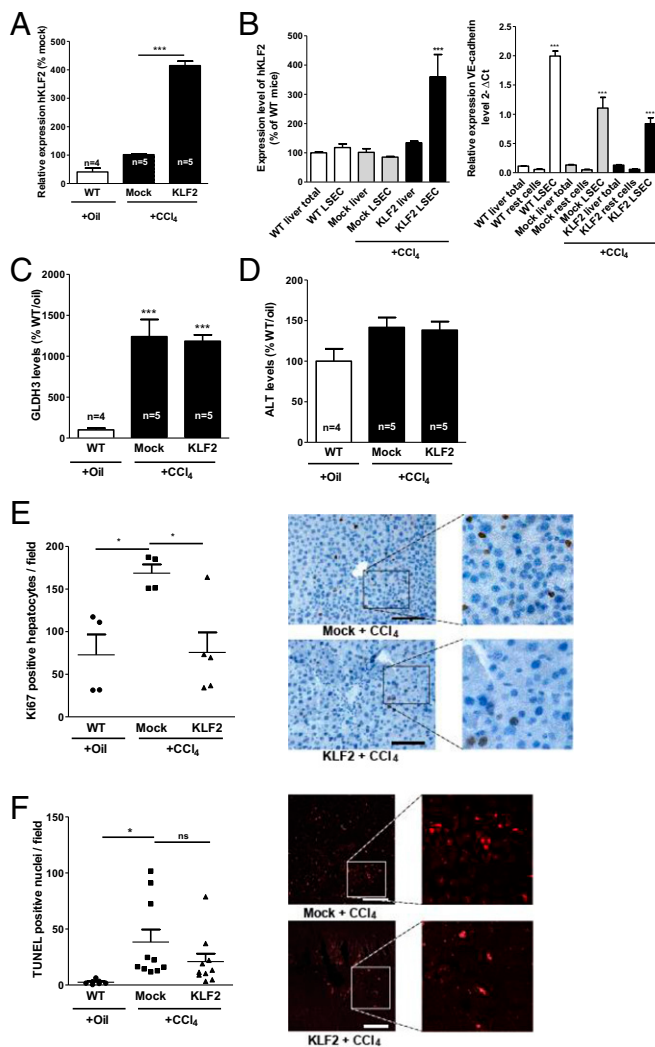 A
Relative expression hKLF2 (% mock)
500
400
300
200
100
0
***
n=4
n=5
n=5
WT
Mock
KLF2
+Oil
+CCl4
B
Expression level of hKLF2
(% of WT mice)
500
400
300
200
100
0
***
WT liver total
WT LSEC
Mock liver
Mock LSEC
KLF2 liver
KLF2 LSEC
+CCl4
Relative expression VE-cadherin
level 2- ΔCt
2.5
2.0
1.5
1.0
0.5
0.0
***
***
***
WT liver total
WT rest cells
WT LSEC
Mock liver total
Mock rest cells
Mock LSEC
KLF2 liver total
KLF2 rest cells
KLF2 LSEC
+CCl4
C
GLDH3 levels (% WT/oil)
2000
1600
1200
800
400
0
***
***
n=4
n=5
n=5
WT
Mock
KLF2
+Oil
+CCl4
D
ALT levels (% WT/oil)
200
150
100
50
0
n=4
n=5
n=5
WT
Mock
KLF2
+Oil
+CCl4
E
Ki67 positive hepatocytes / field
200
150
100
50
0
*
*
WT
Mock
KLF2
+Oil
+CCl4
Mock + CCl4
KLF2 + CCl4
F
TUNEL positive nuclei / field
150
100
50
0
*
ns
WT
Mock
KLF2
+Oil
+CCl4
Mock + CCl4
KLF2 + CCl4